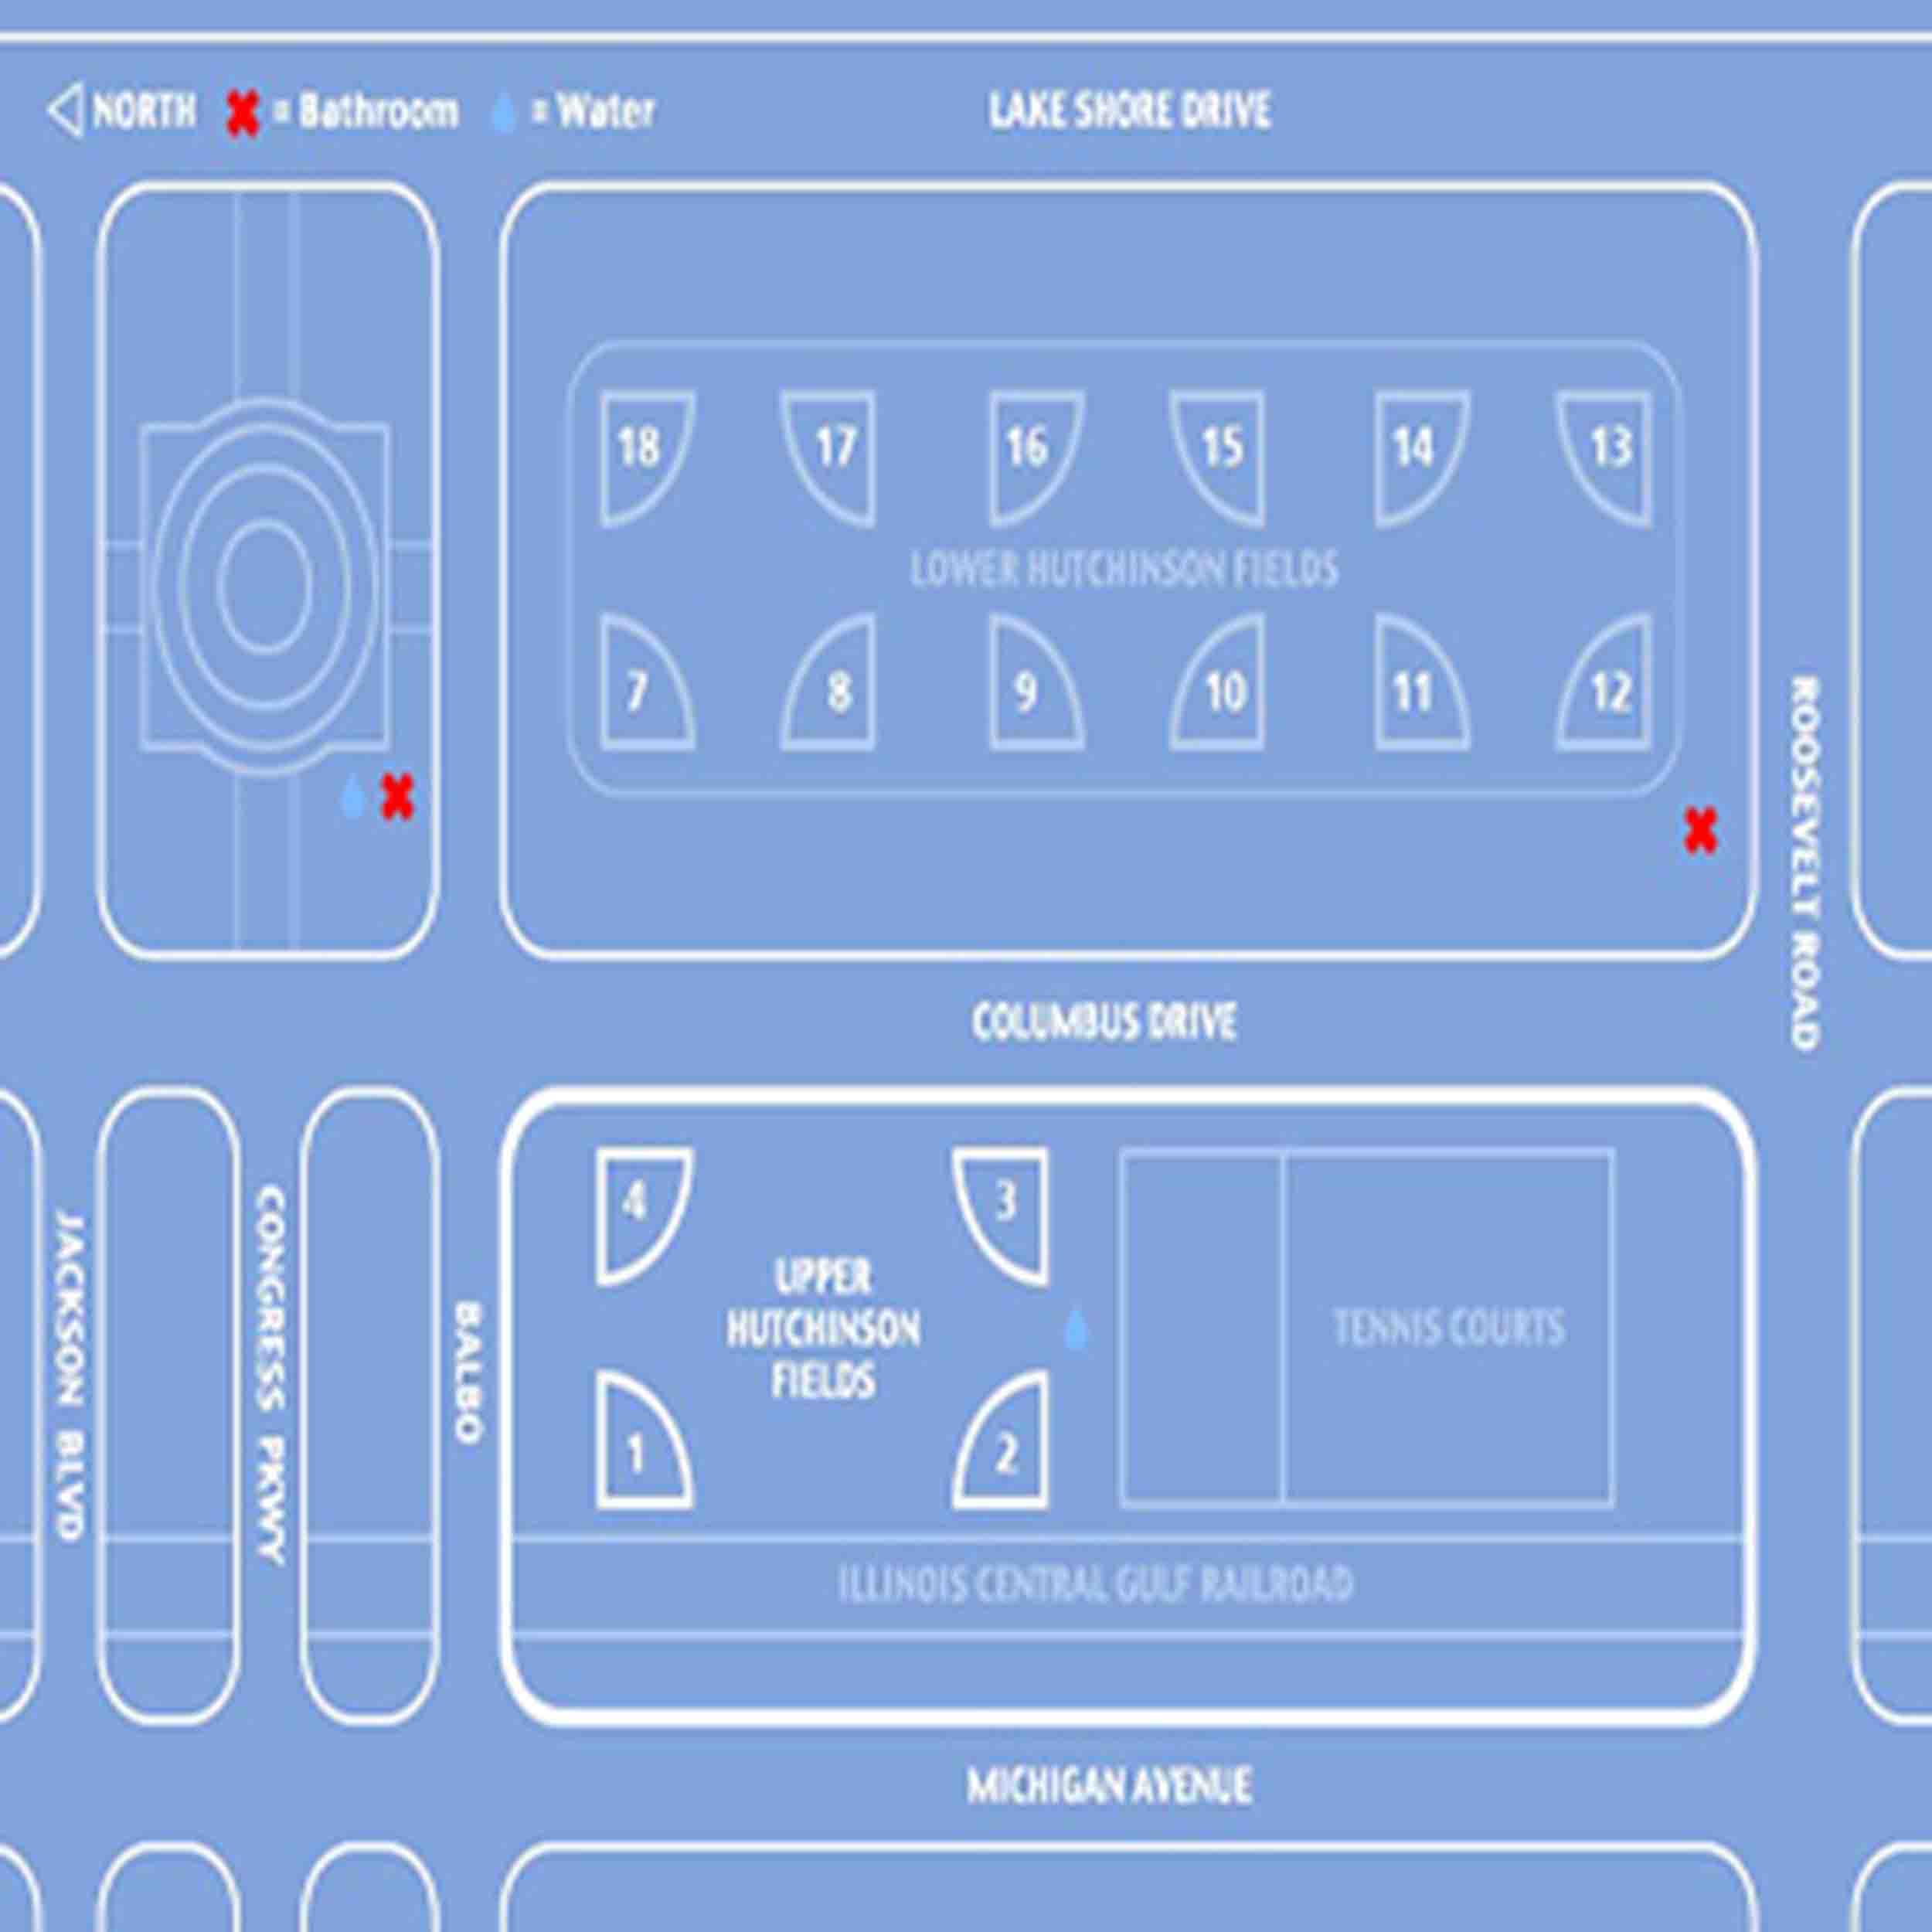 NORTH = Bathroom = Water
LAKE SHORE DRIVE
18 17 16 15 14 13
LOWER HUTCHINSON FIELDS
7 8 9 10 11 12
ROOSEVELT ROAD
COLUMBUS DRIVE
4 3
UPPER
HUTCHINSON
FIELDS
TENNIS COURTS
1 2
JACKSON BLVD
CONGRESS PKWY
BALBO
ILLINOIS CENTRAL GULF RAILROAD
MICHIGAN AVENUE